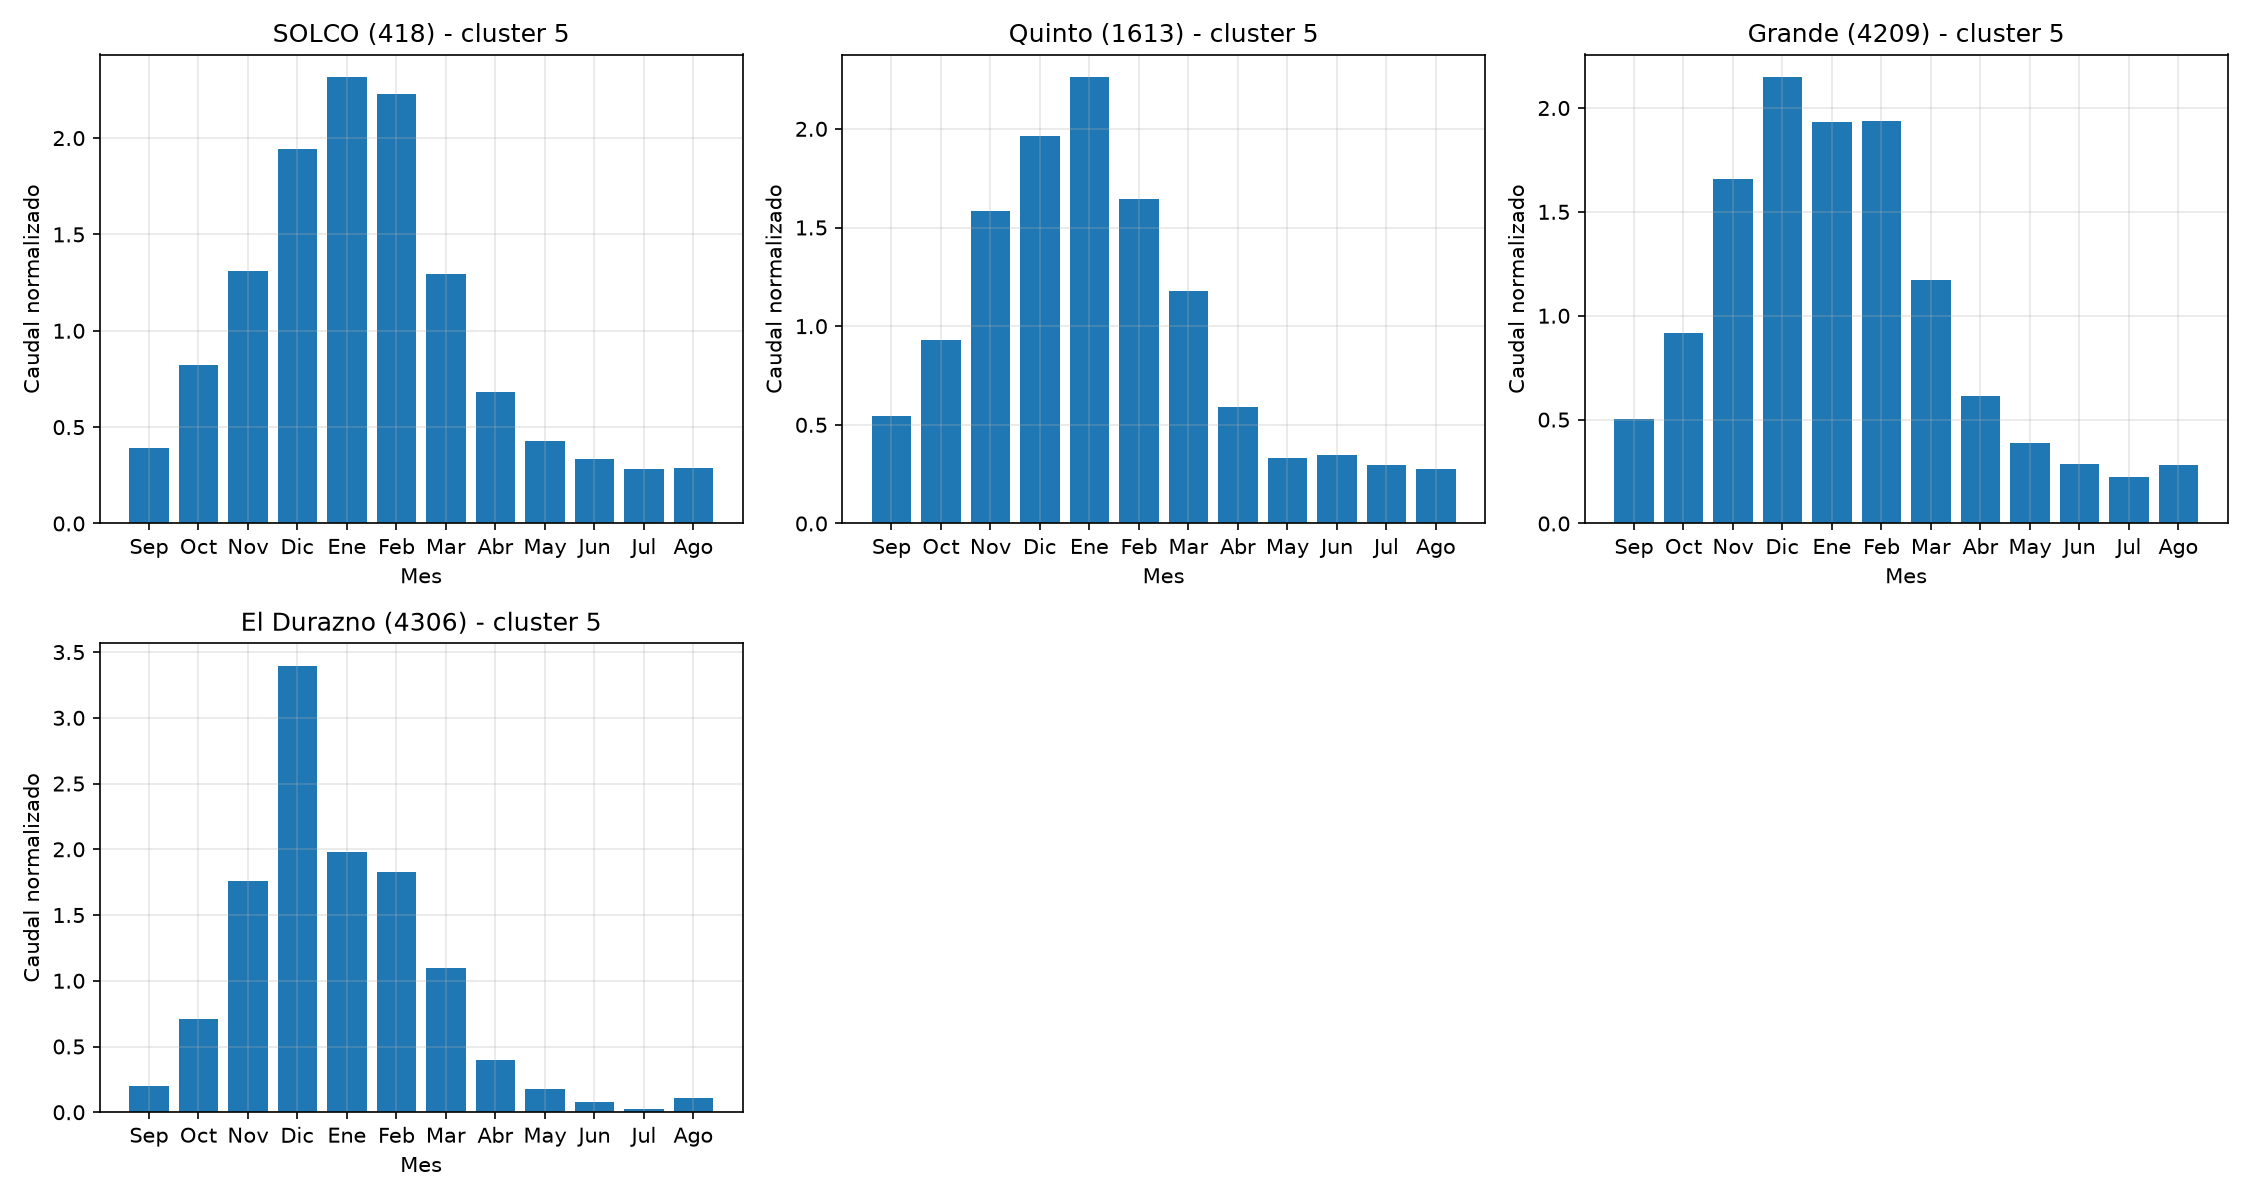 SOLCO (418) - cluster 5
Caudal normalizado
2.0
1.5
1.0
0.5
0.0
Sep Oct Nov Dic Ene Feb Mar Abr May Jun Jul Ago
Mes
Quinto (1613) - cluster 5
Caudal normalizado
2.0
1.5
1.0
0.5
0.0
Sep Oct Nov Dic Ene Feb Mar Abr May Jun Jul Ago
Mes
Grande (4209) - cluster 5
Caudal normalizado
2.0
1.5
1.0
0.5
0.0
Sep Oct Nov Dic Ene Feb Mar Abr May Jun Jul Ago
Mes
El Durazno (4306) - cluster 5
Caudal normalizado
3.5
3.0
2.5
2.0
1.5
1.0
0.5
0.0
Sep Oct Nov Dic Ene Feb Mar Abr May Jun Jul Ago
Mes